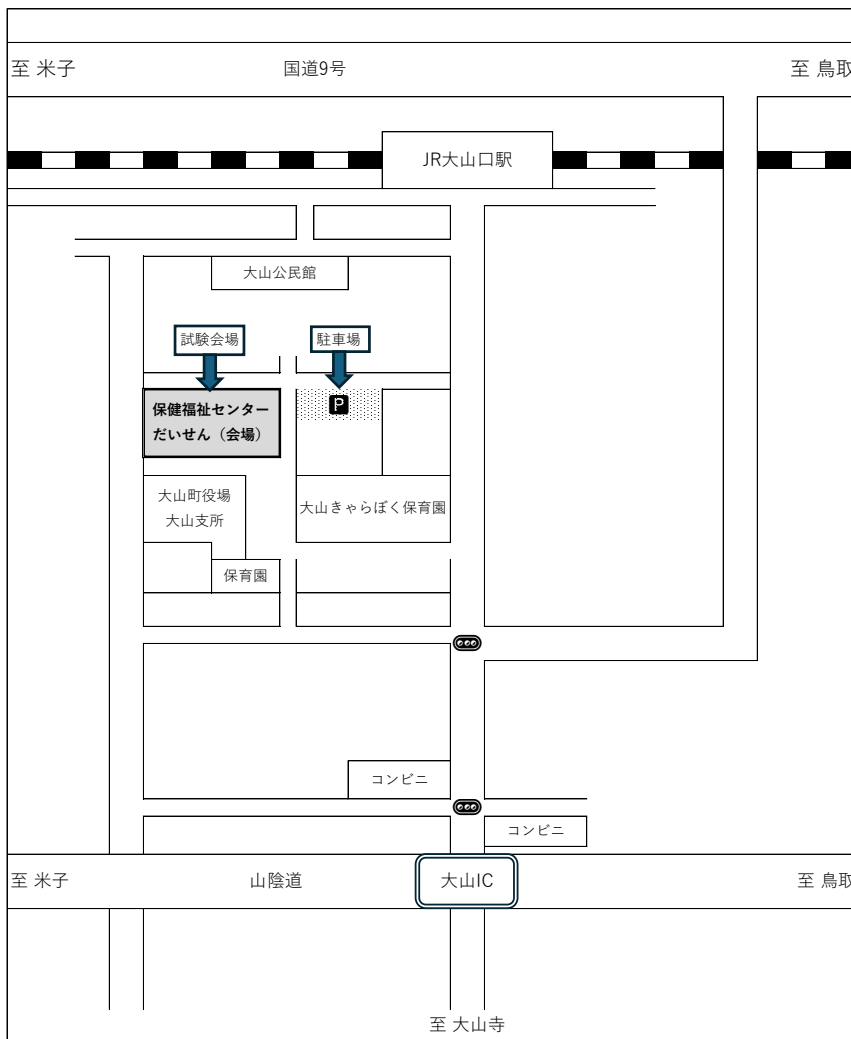 至 米子
国道9号
至 鳥取
JR大山口駅
大山公民館
試験会場
駐車場
P
保健福祉センター
だいせん（会場）
大山町役場
大山支所
大山きゃらぼく保育園
保育園
コンビニ
コンビニ
至 米子
山陰道
大山IC
至 鳥取
至 大山寺